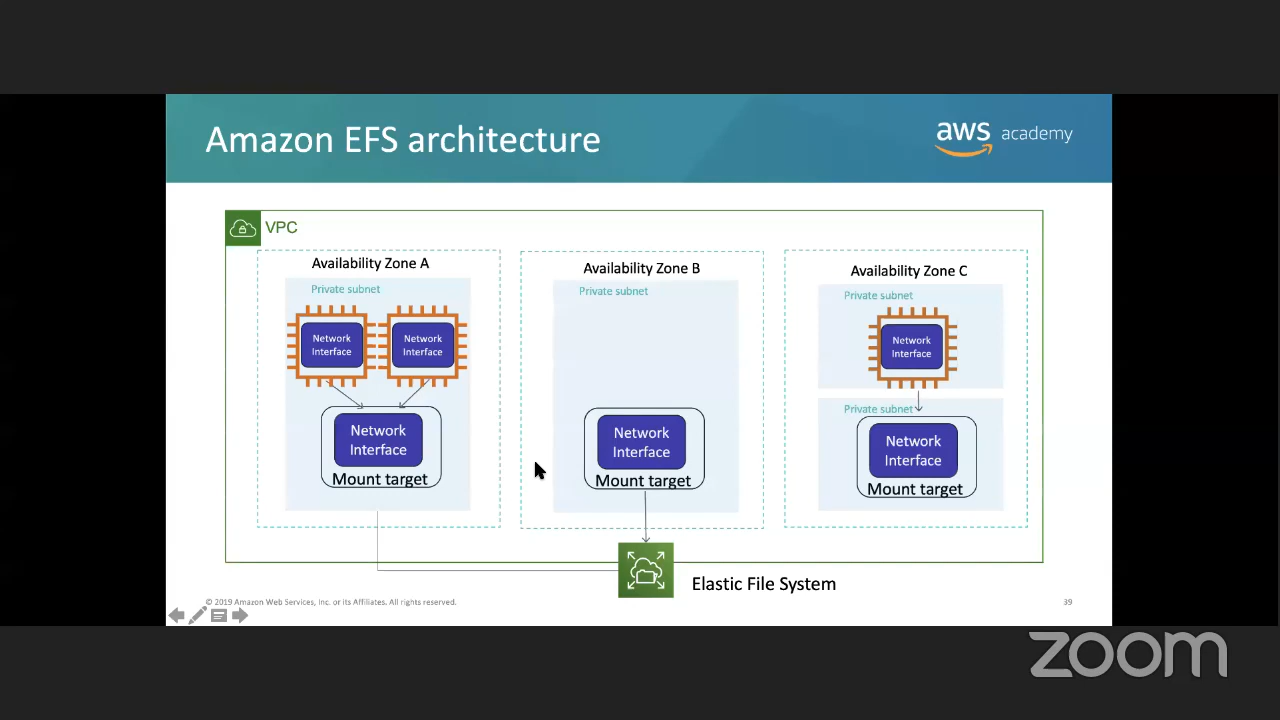 Amazon EFS architecture
aws academy
VPC
Availability Zone A
Private subnet
Network
Interface
Network
Interface
Network
Interface
Mount target
Availability Zone B
Private subnet
Network
Interface
Mount target
Availability Zone C
Private subnet
Network
Interface
Private subnet
Network
Interface
Mount target
Elastic File System
© 2019 Amazon Web Services, Inc. or its Affiliates. All rights reserved.
39
zoom